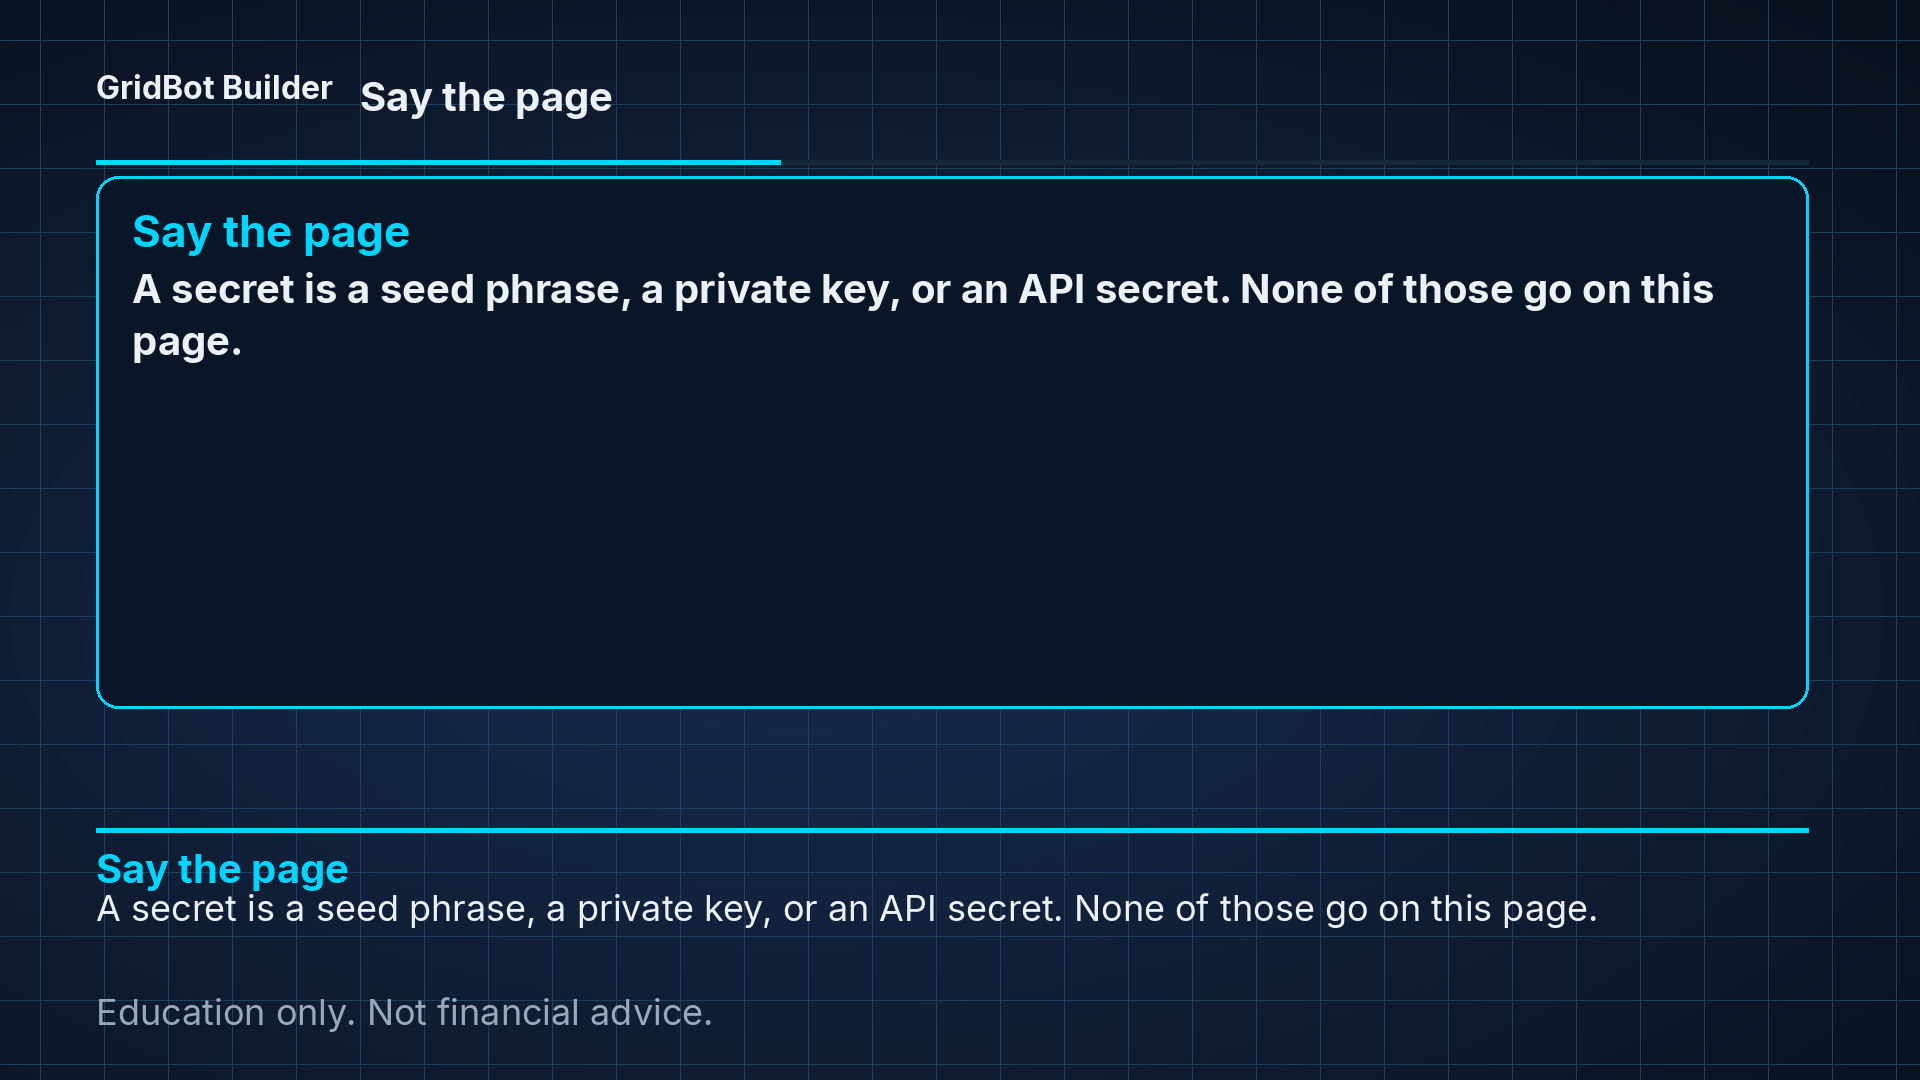 GridBot Builder
Say the page
Say the page
A secret is a seed phrase, a private key, or an API secret. None of those go on this
page.
Say the page
A secret is a seed phrase, a private key, or an API secret. None of those go on this page.
Education only. Not financial advice.